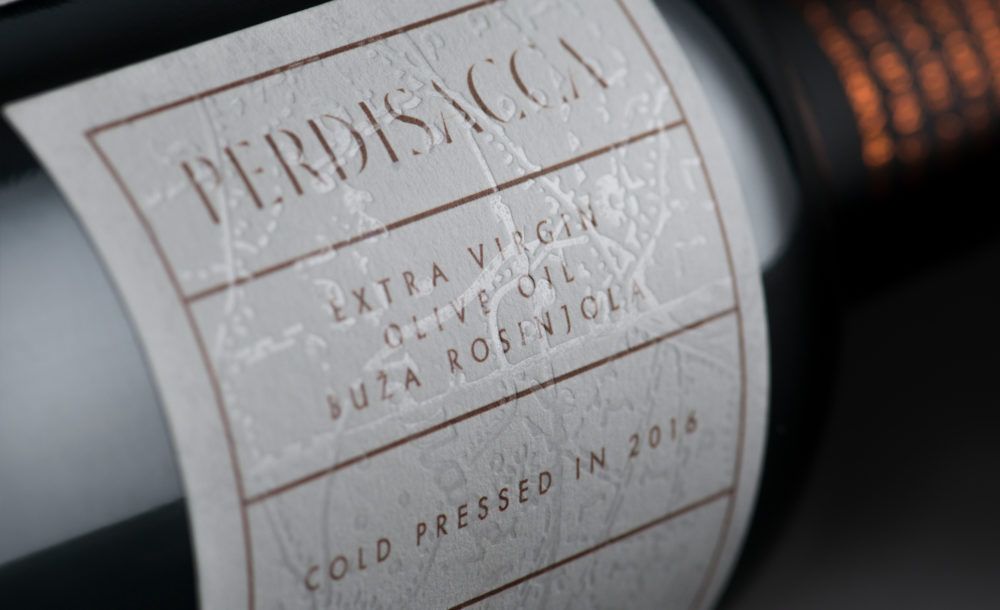 PERDISACCA
EXTRA VIRGIN
OLIVE OIL
BUŽA ROSINJOLA
COLD PRESSED IN 2016